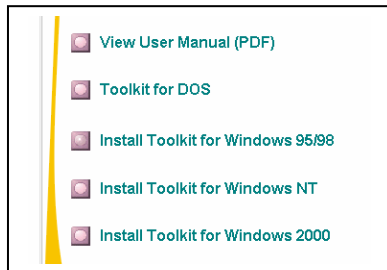 View User Manual (PDF)
Toolkit for DOS
Install Toolkit for Windows 95/98
Install Toolkit for Windows NT
Install Toolkit for Windows 2000